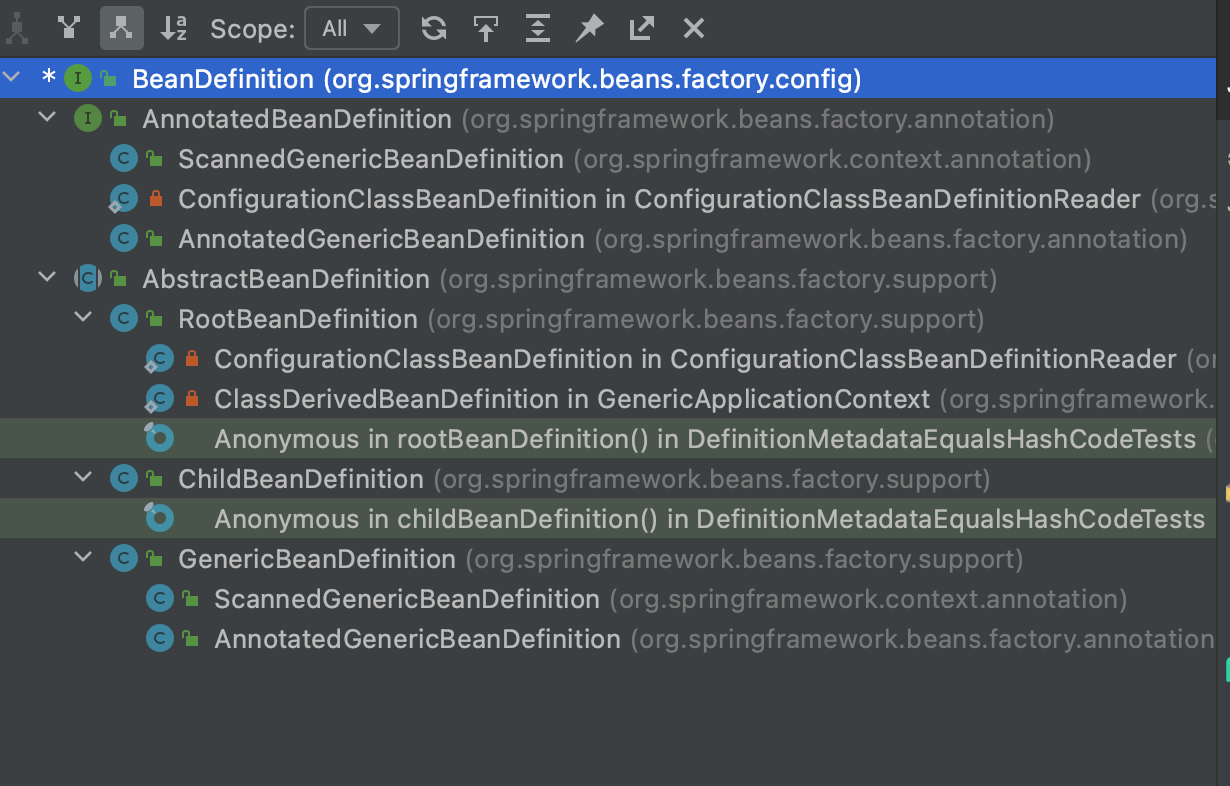 Scope: All
* BeanDefinition (org.springframework.beans.factory.config)
AnnotatedBeanDefinition (org.springframework.beans.factory.annotation)
ScannedGenericBeanDefinition (org.springframework.context.annotation)
ConfigurationClassBeanDefinition in ConfigurationClassBeanDefinitionReader (org.s
AnnotatedGenericBeanDefinition (org.springframework.beans.factory.annotation)
AbstractBeanDefinition (org.springframework.beans.factory.support)
RootBeanDefinition (org.springframework.beans.factory.support)
ConfigurationClassBeanDefinition in ConfigurationClassBeanDefinitionReader (or
ClassDerivedBeanDefinition in GenericApplicationContext (org.springframework.
Anonymous in rootBeanDefinition() in DefinitionMetadataEqualsHashCodeTests (
ChildBeanDefinition (org.springframework.beans.factory.support)
Anonymous in childBeanDefinition() in DefinitionMetadataEqualsHashCodeTests
GenericBeanDefinition (org.springframework.beans.factory.support)
ScannedGenericBeanDefinition (org.springframework.context.annotation)
AnnotatedGenericBeanDefinition (org.springframework.beans.factory.annotation